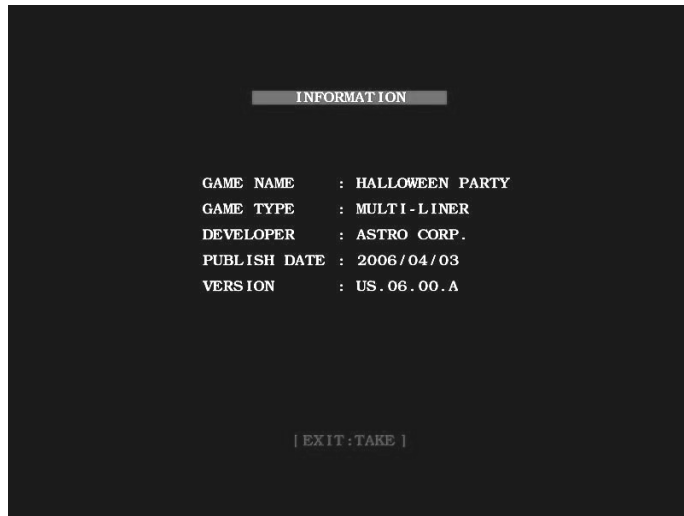 INFORMATION
GAME NAME : HALLOWEEN PARTY
GAME TYPE : MULTI-LINER
DEVELOPER : ASTRO CORP.
PUBLISH DATE : 2006/04/03
VERSION : US.06.00.A
[EXIT:TAKE]